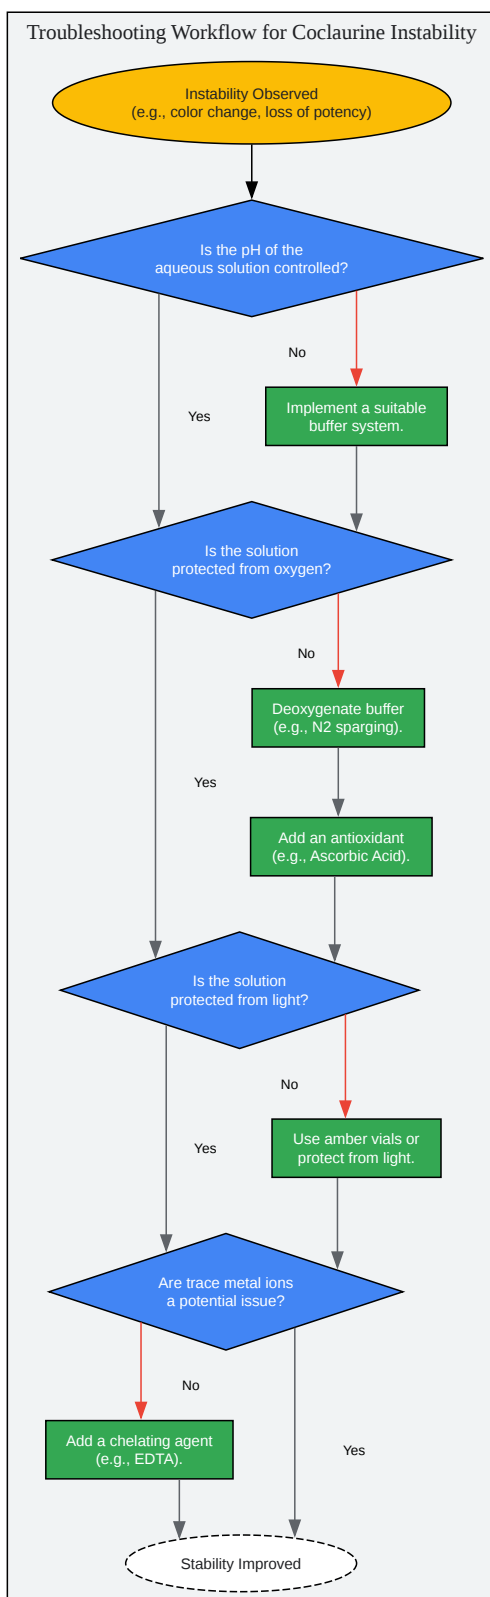 Troubleshooting Workflow for Coclaurine Instability
Instability Observed
(e.g., color change, loss of potency)
Is the pH of the
aqueous solution controlled?
No
Yes
Implement a suitable
buffer system.
Is the solution
protected from oxygen?
No
Deoxygenate buffer
(e.g., N2 sparging).
Yes
Add an antioxidant
(e.g., Ascorbic Acid).
Is the solution
protected from light?
No
Yes
Use amber vials or
protect from light.
Are trace metal ions
a potential issue?
No
Add a chelating agent
(e.g., EDTA).
Yes
Stability Improved